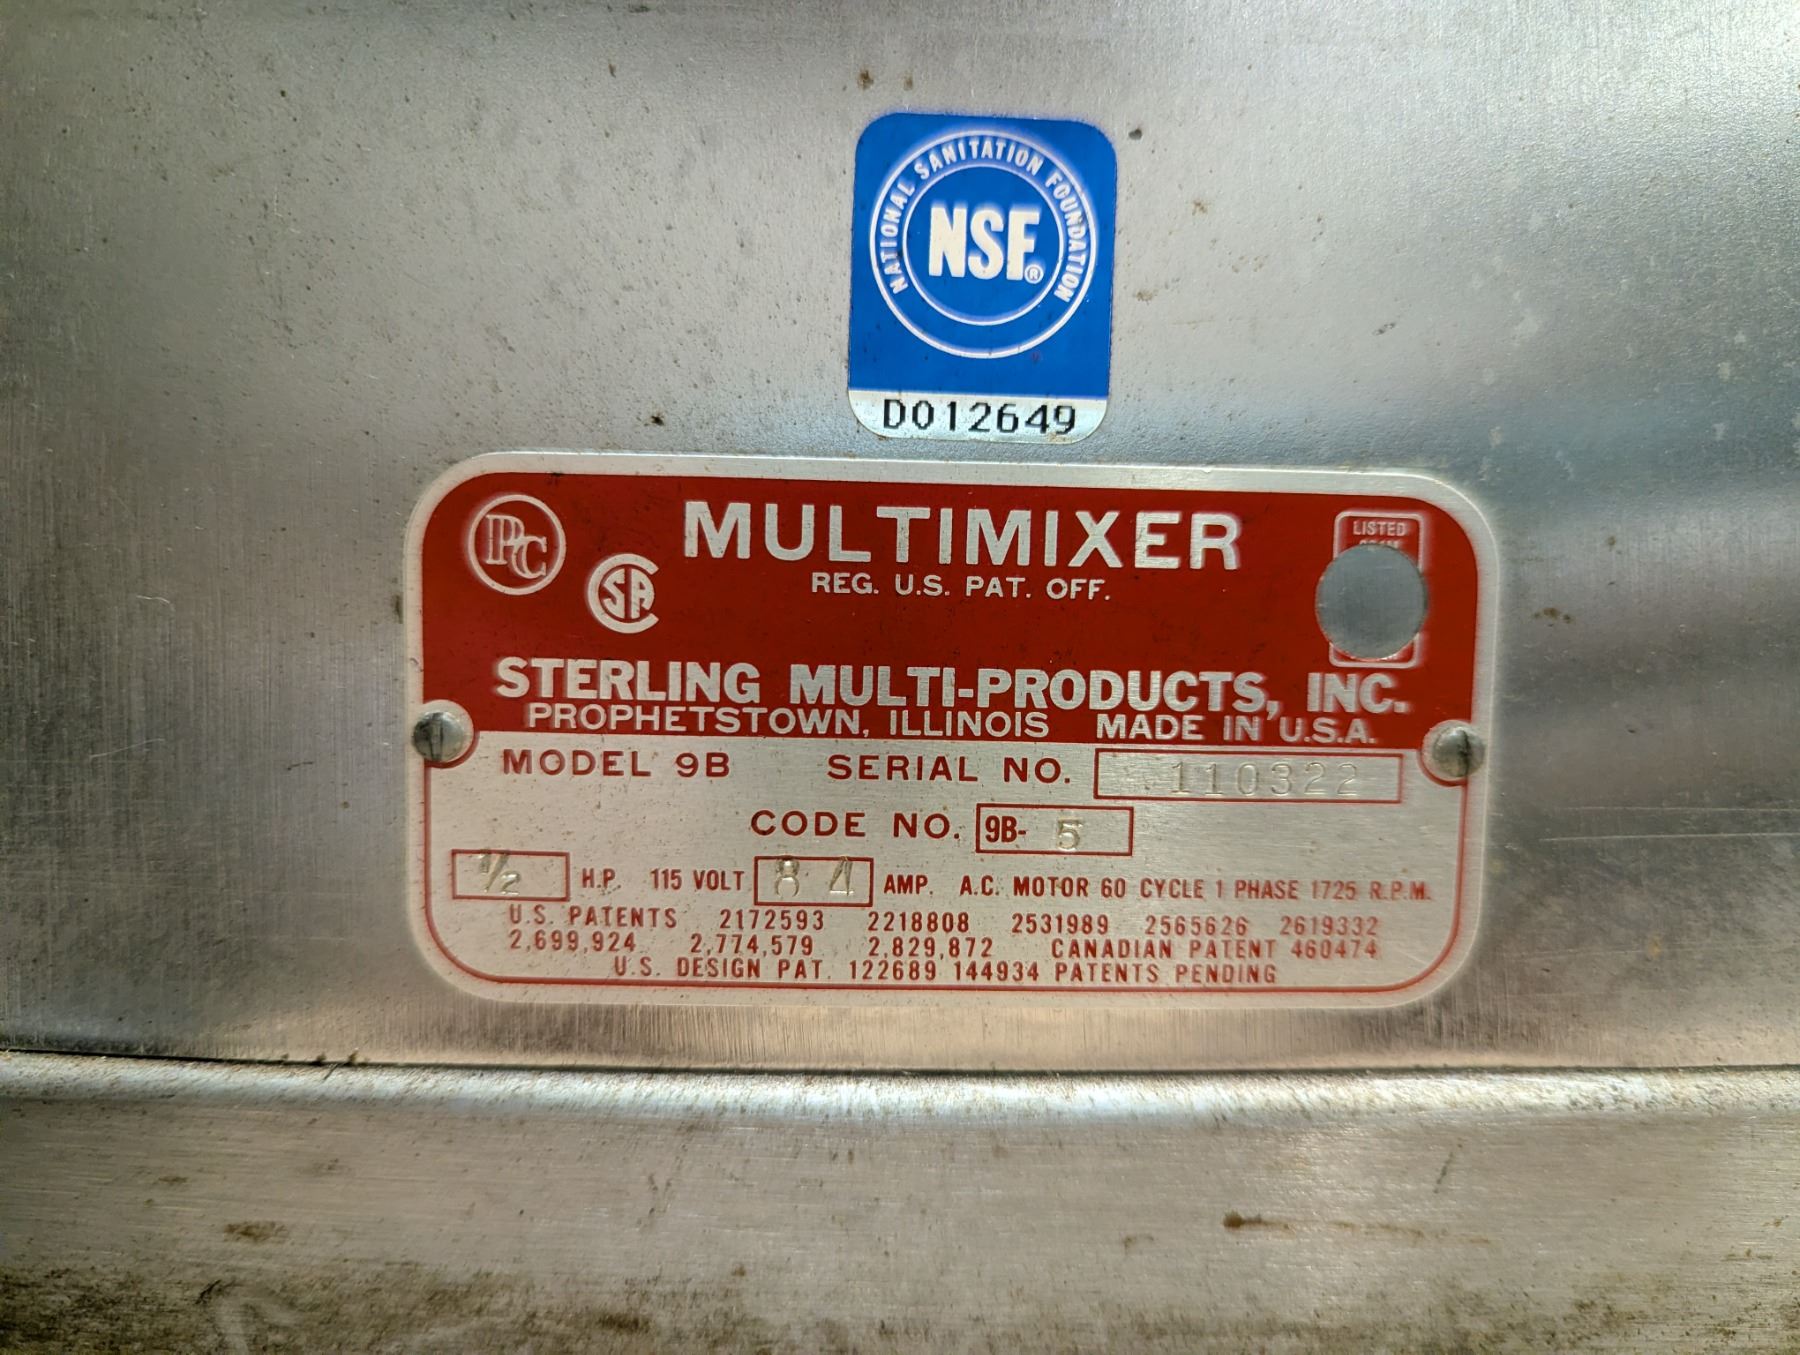 NATIONAL SANITATION FOUNDATION
NSF®
D012649
PC
SA
MULTIMIXER
REG. U.S. PAT. OFF.
LISTED
STERLING MULTI-PRODUCTS, INC.
PROPHETSTOWN, ILLINOIS MADE IN U.S.A.
MODEL 9B SERIAL NO. 110322
CODE NO. 9B- 5
1/2 H.P. 115 VOLT 8 4 AMP. A.C. MOTOR 60 CYCLE 1 PHASE 1725 R.P.M.
U.S. PATENTS 2172593 2218808 2531989 2565626 2619332
2,699,924 2,774,579 2,829,872 CANADIAN PATENT 460474
U.S. DESIGN PAT. 122689 144934 PATENTS PENDING